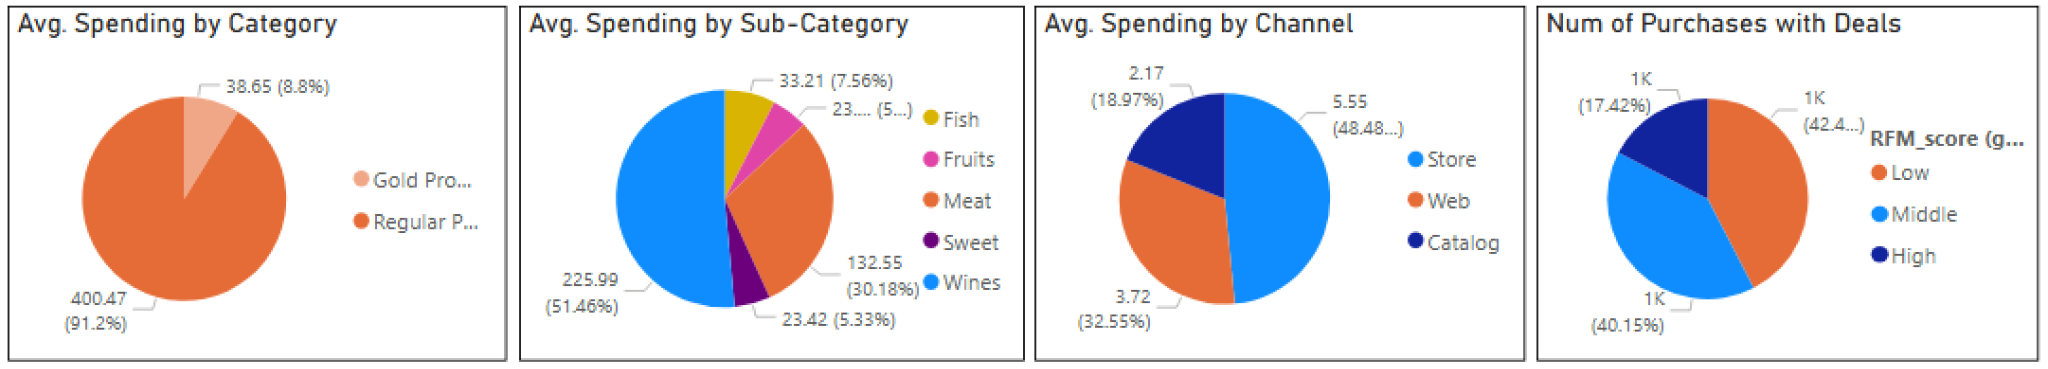 Avg. Spending by Category
38.65 (8.8%)
Gold Pro...
Regular P...
400.47
(91.2%)
Avg. Spending by Sub-Category
33.21 (7.56%)
23.... (5...)
Fish
Fruits
Meat
Sweet
Wines
132.55
(30.18%)
225.99
(51.46%)
23.42 (5.33%)
Avg. Spending by Channel
2.17
(18.97%)
5.55
(48.48...)
Store
Web
Catalog
3.72
(32.55%)
Num of Purchases with Deals
1K
(17.42%)
1K
(42.4...)
RFM_score (g...
Low
Middle
High
1K
(40.15%)